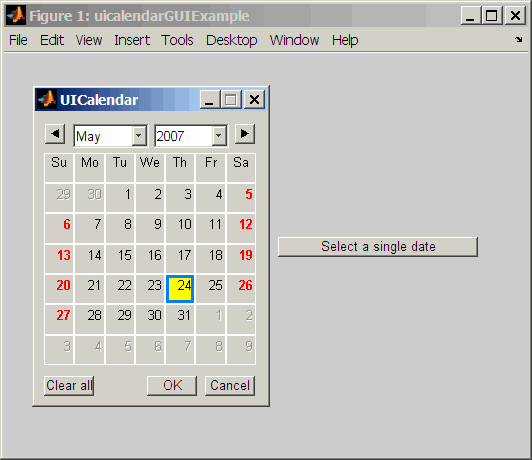 Figure 1: uicalendarGUIExample
File Edit View Insert Tools Desktop Window Help
UICalendar
May 2007
Su Mo Tu We Th Fr Sa
29 30 1 2 3 4 5
6 7 8 9 10 11 12
13 14 15 16 17 18 19
20 21 22 23 24 25 26
27 28 29 30 31 1 2
3 4 5 6 7 8 9
Clear all OK Cancel
Select a single date